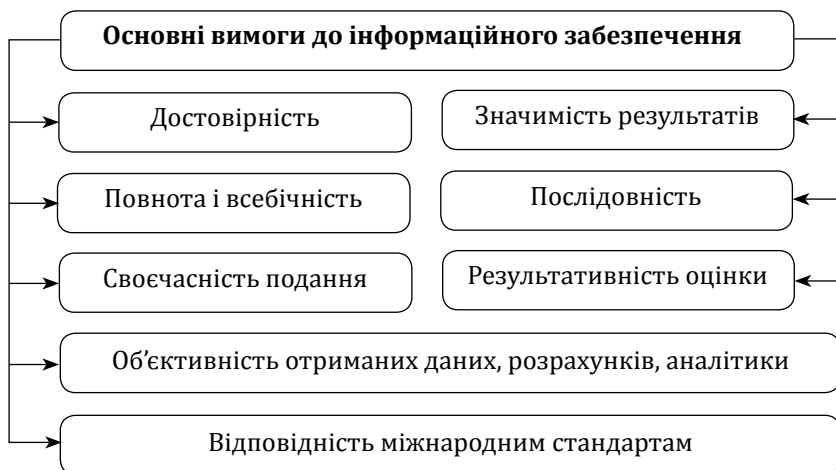 Основні вимоги до інформаційного забезпечення
Достовірність
Значимість результатів
Повнота і всебічність
Послідовність
Своєчасність подання
Результативність оцінки
Об’єктивність отриманих даних, розрахунків, аналітики
Відповідність міжнародним стандартам